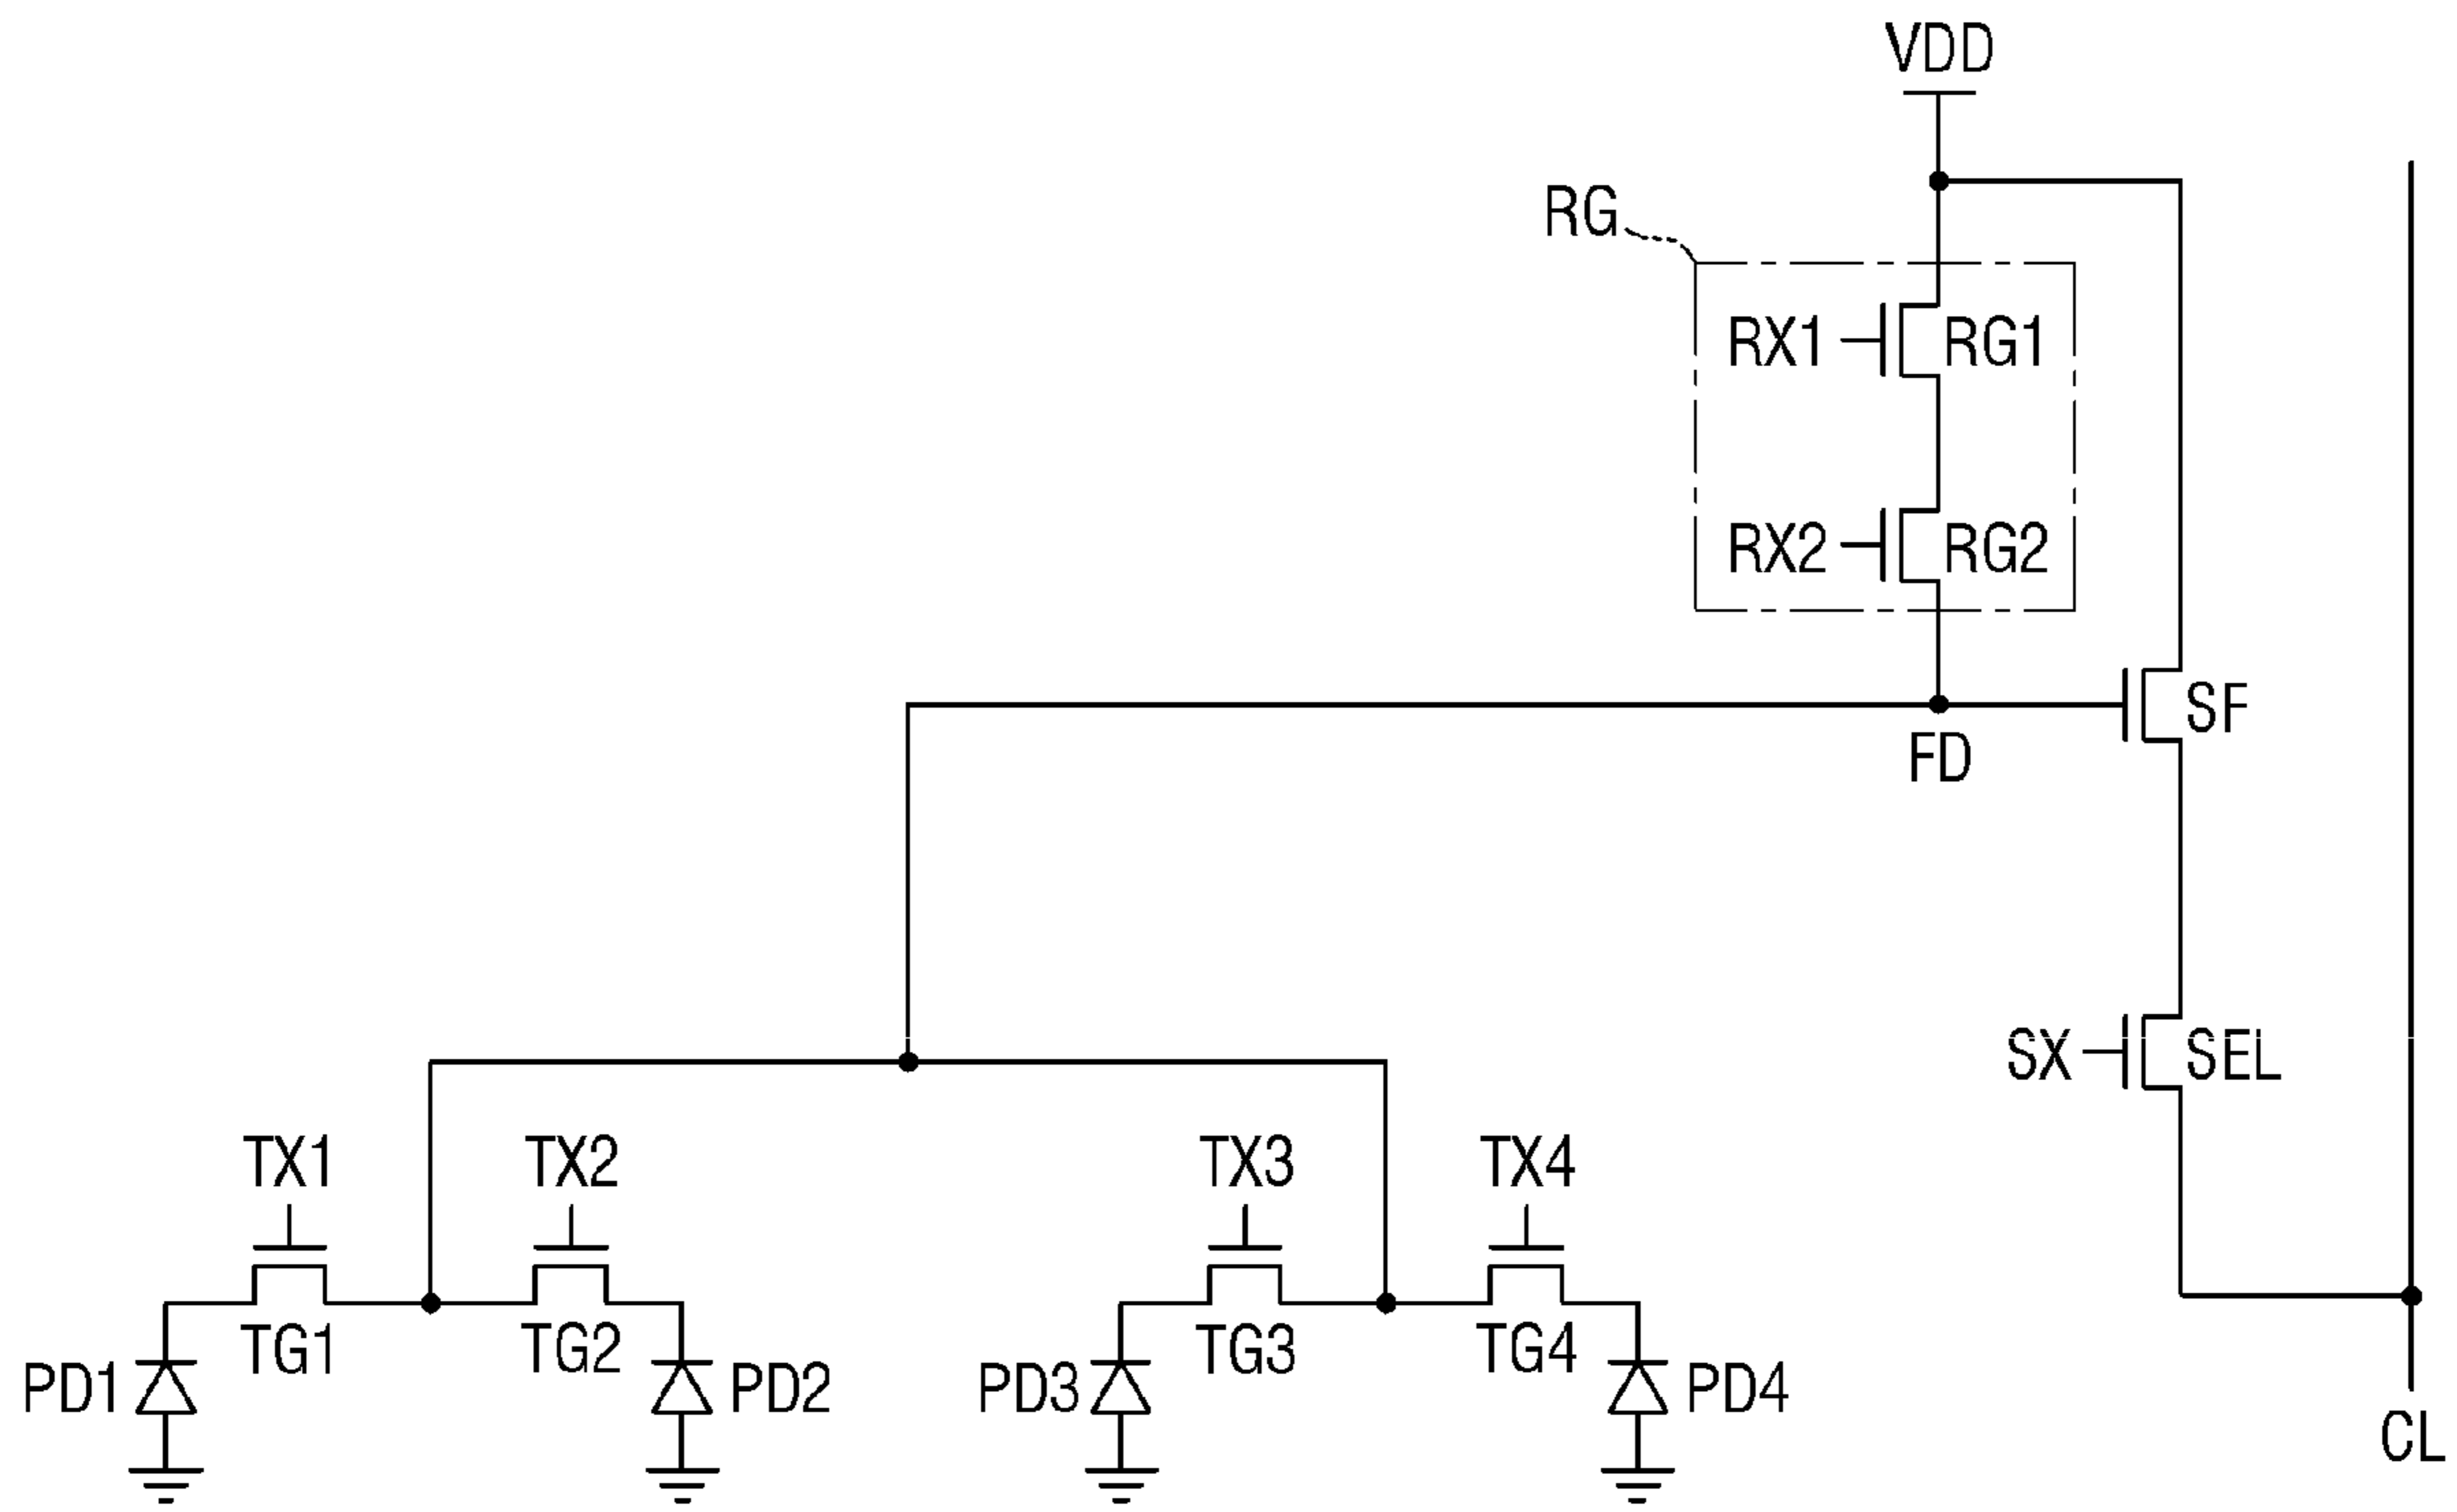 VDD
RG
RX1
RG1
RX2
RG2
SF
FD
SX
SEL
TX1
TX2
TX3
TX4
TG1
TG2
TG3
TG4
PD1
PD2
PD3
PD4
CL